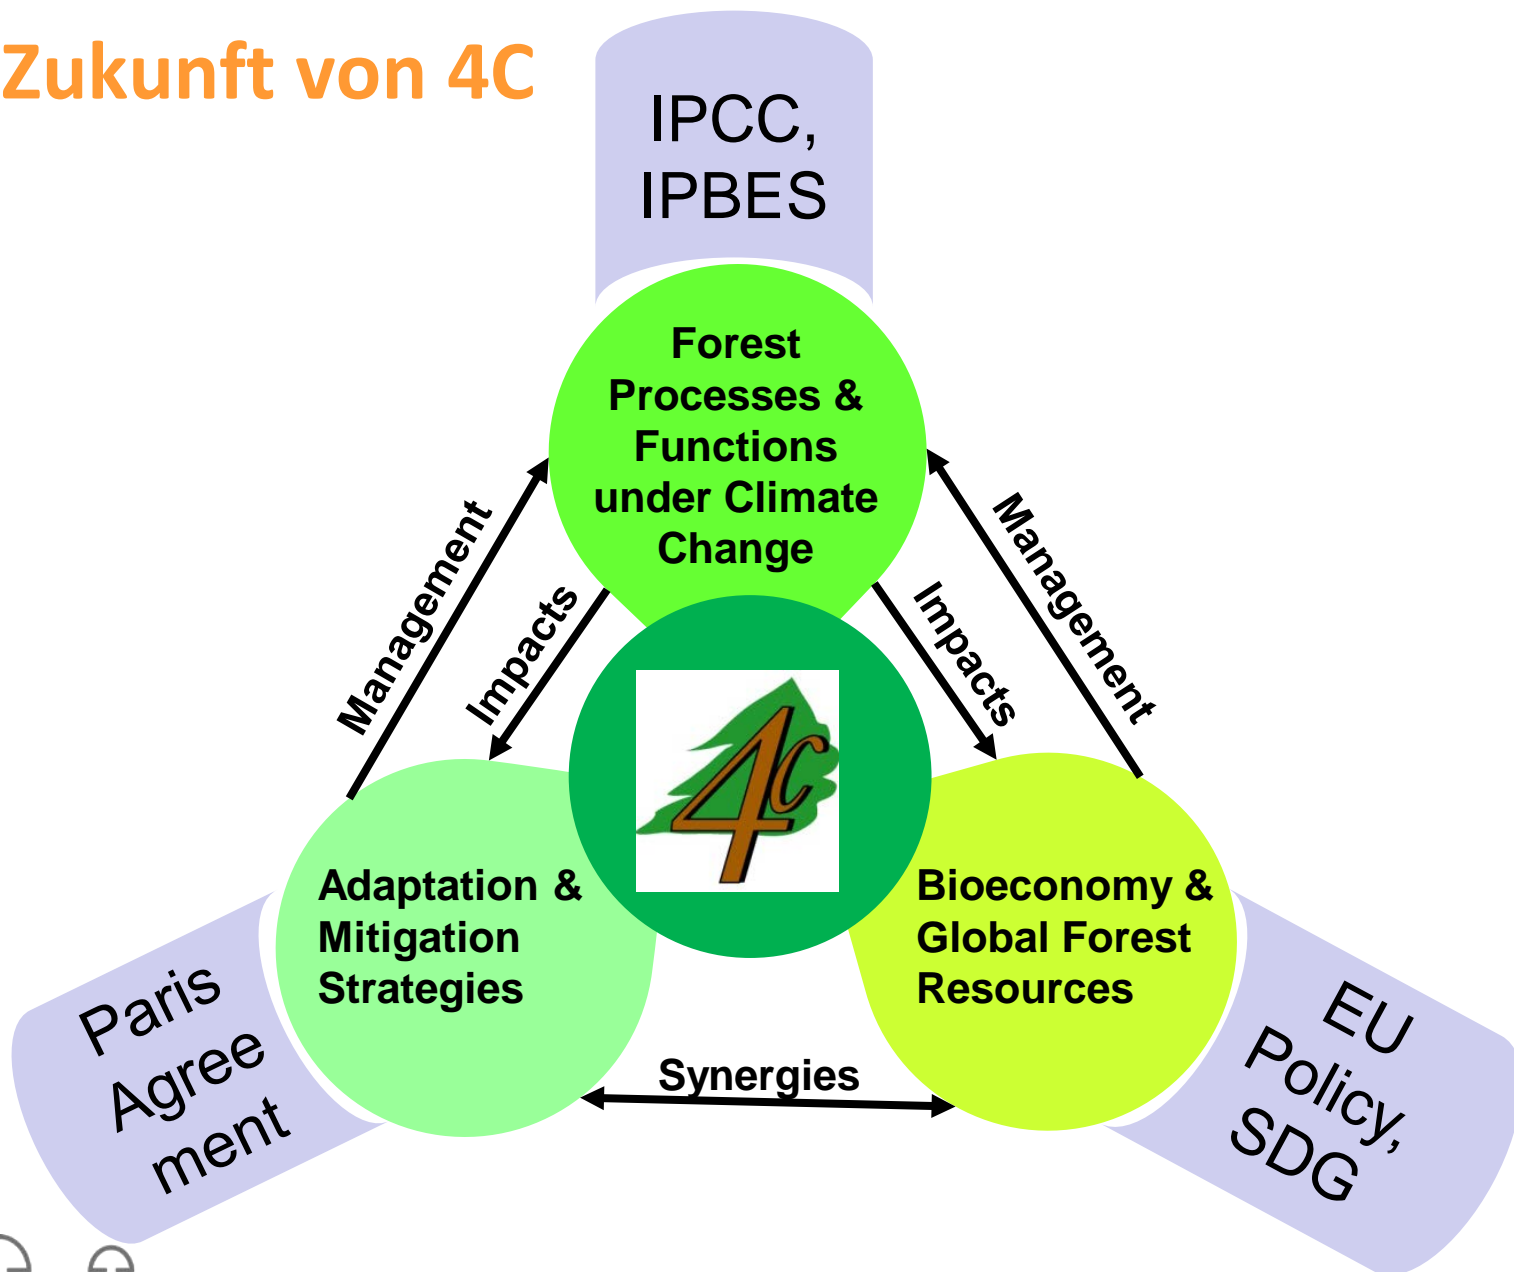 Zukunft von 4C
IPCC,
IPBES
Forest
Processes &
Functions
under Climate
Change
Management
Impacts
Impacts
Management
4c
Adaptation &
Mitigation
Strategies
Bioeconomy &
Global Forest
Resources
Paris
Agree
ment
Synergies
EU
Policy,
SDG